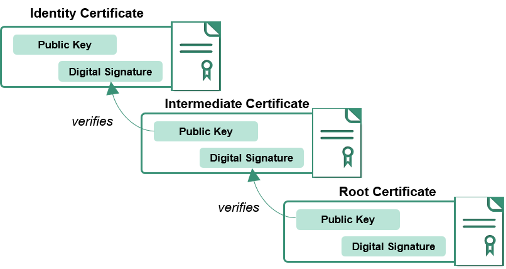 Identity Certificate
Public Key
Digital Signature
verifies
Intermediate Certificate
Public Key
Digital Signature
verifies
Root Certificate
Public Key
Digital Signature